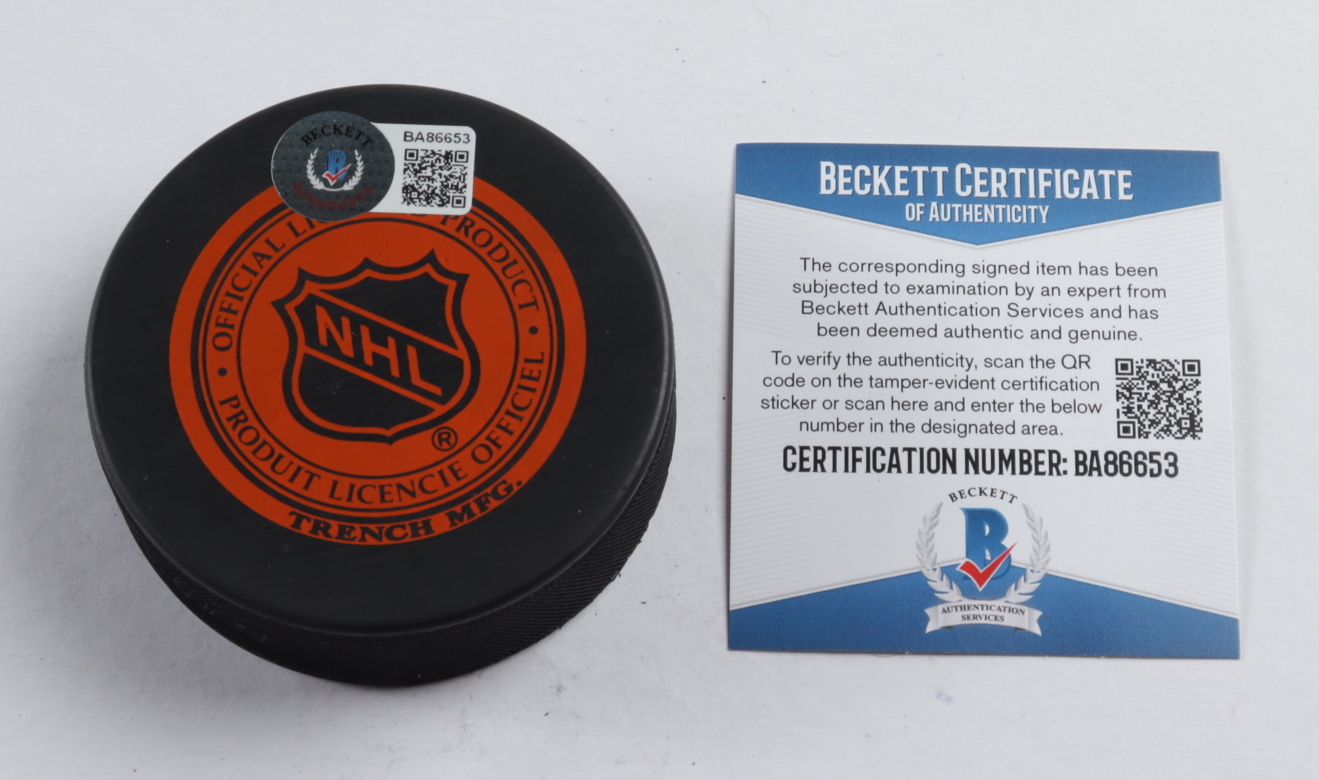 BECKETT
B
BA86653
OFFICIAL LI PRODUCT
NHL
®
PRODUIT LICENCIE OFFICIEL
TRENCH MFG.
BECKETT CERTIFICATE
OF AUTHENTICITY
The corresponding signed item has been
subjected to examination by an expert from
Beckett Authentication Services and has
been deemed authentic and genuine.
To verify the authenticity, scan the QR
code on the tamper-evident certification
sticker or scan here and enter the below
number in the designated area.
CERTIFICATION NUMBER: BA86653
BECKETT
B
AUTHENTICATION
SERVICES